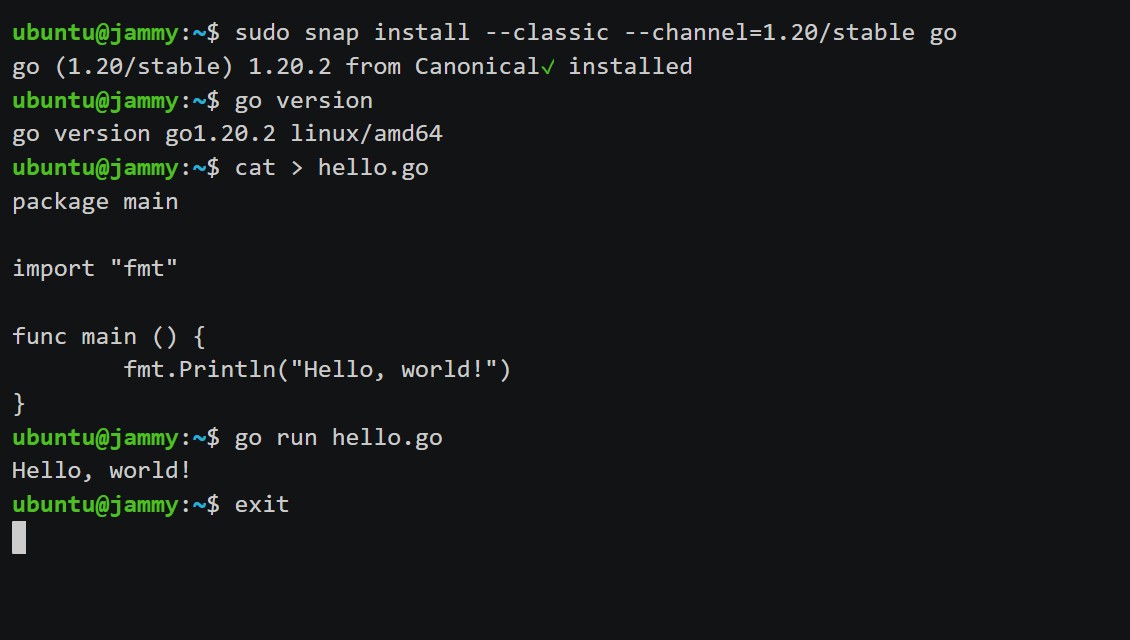 ubuntu@jammy:~$ sudo snap install --classic --channel=1.20/stable go
go (1.20/stable) 1.20.2 from Canonical✓ installed
ubuntu@jammy:~$ go version
go version go1.20.2 linux/amd64
ubuntu@jammy:~$ cat > hello.go
package main

import "fmt"

func main () {
        fmt.Println("Hello, world!")
}
ubuntu@jammy:~$ go run hello.go
Hello, world!
ubuntu@jammy:~$ exit